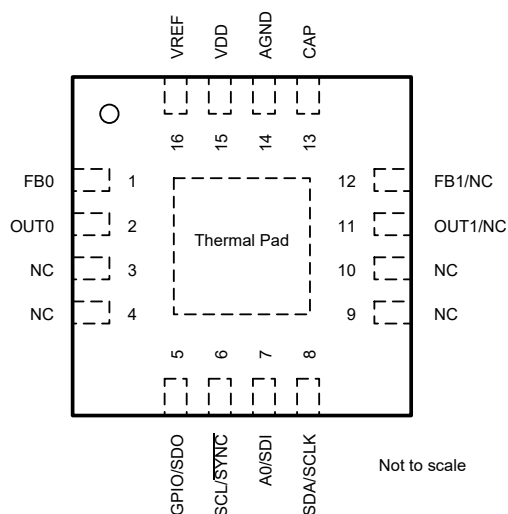 VREF
VDD
AGND
CAP
16
15
14
13
FB0
1
12
FB1/NC
OUT0
2
Thermal Pad
11
OUT1/NC
NC
3
10
NC
NC
4
9
NC
5
6
7
8
GPIO/SDO
SCL/SYNC
A0/SDI
SDA/SCLK
Not to scale